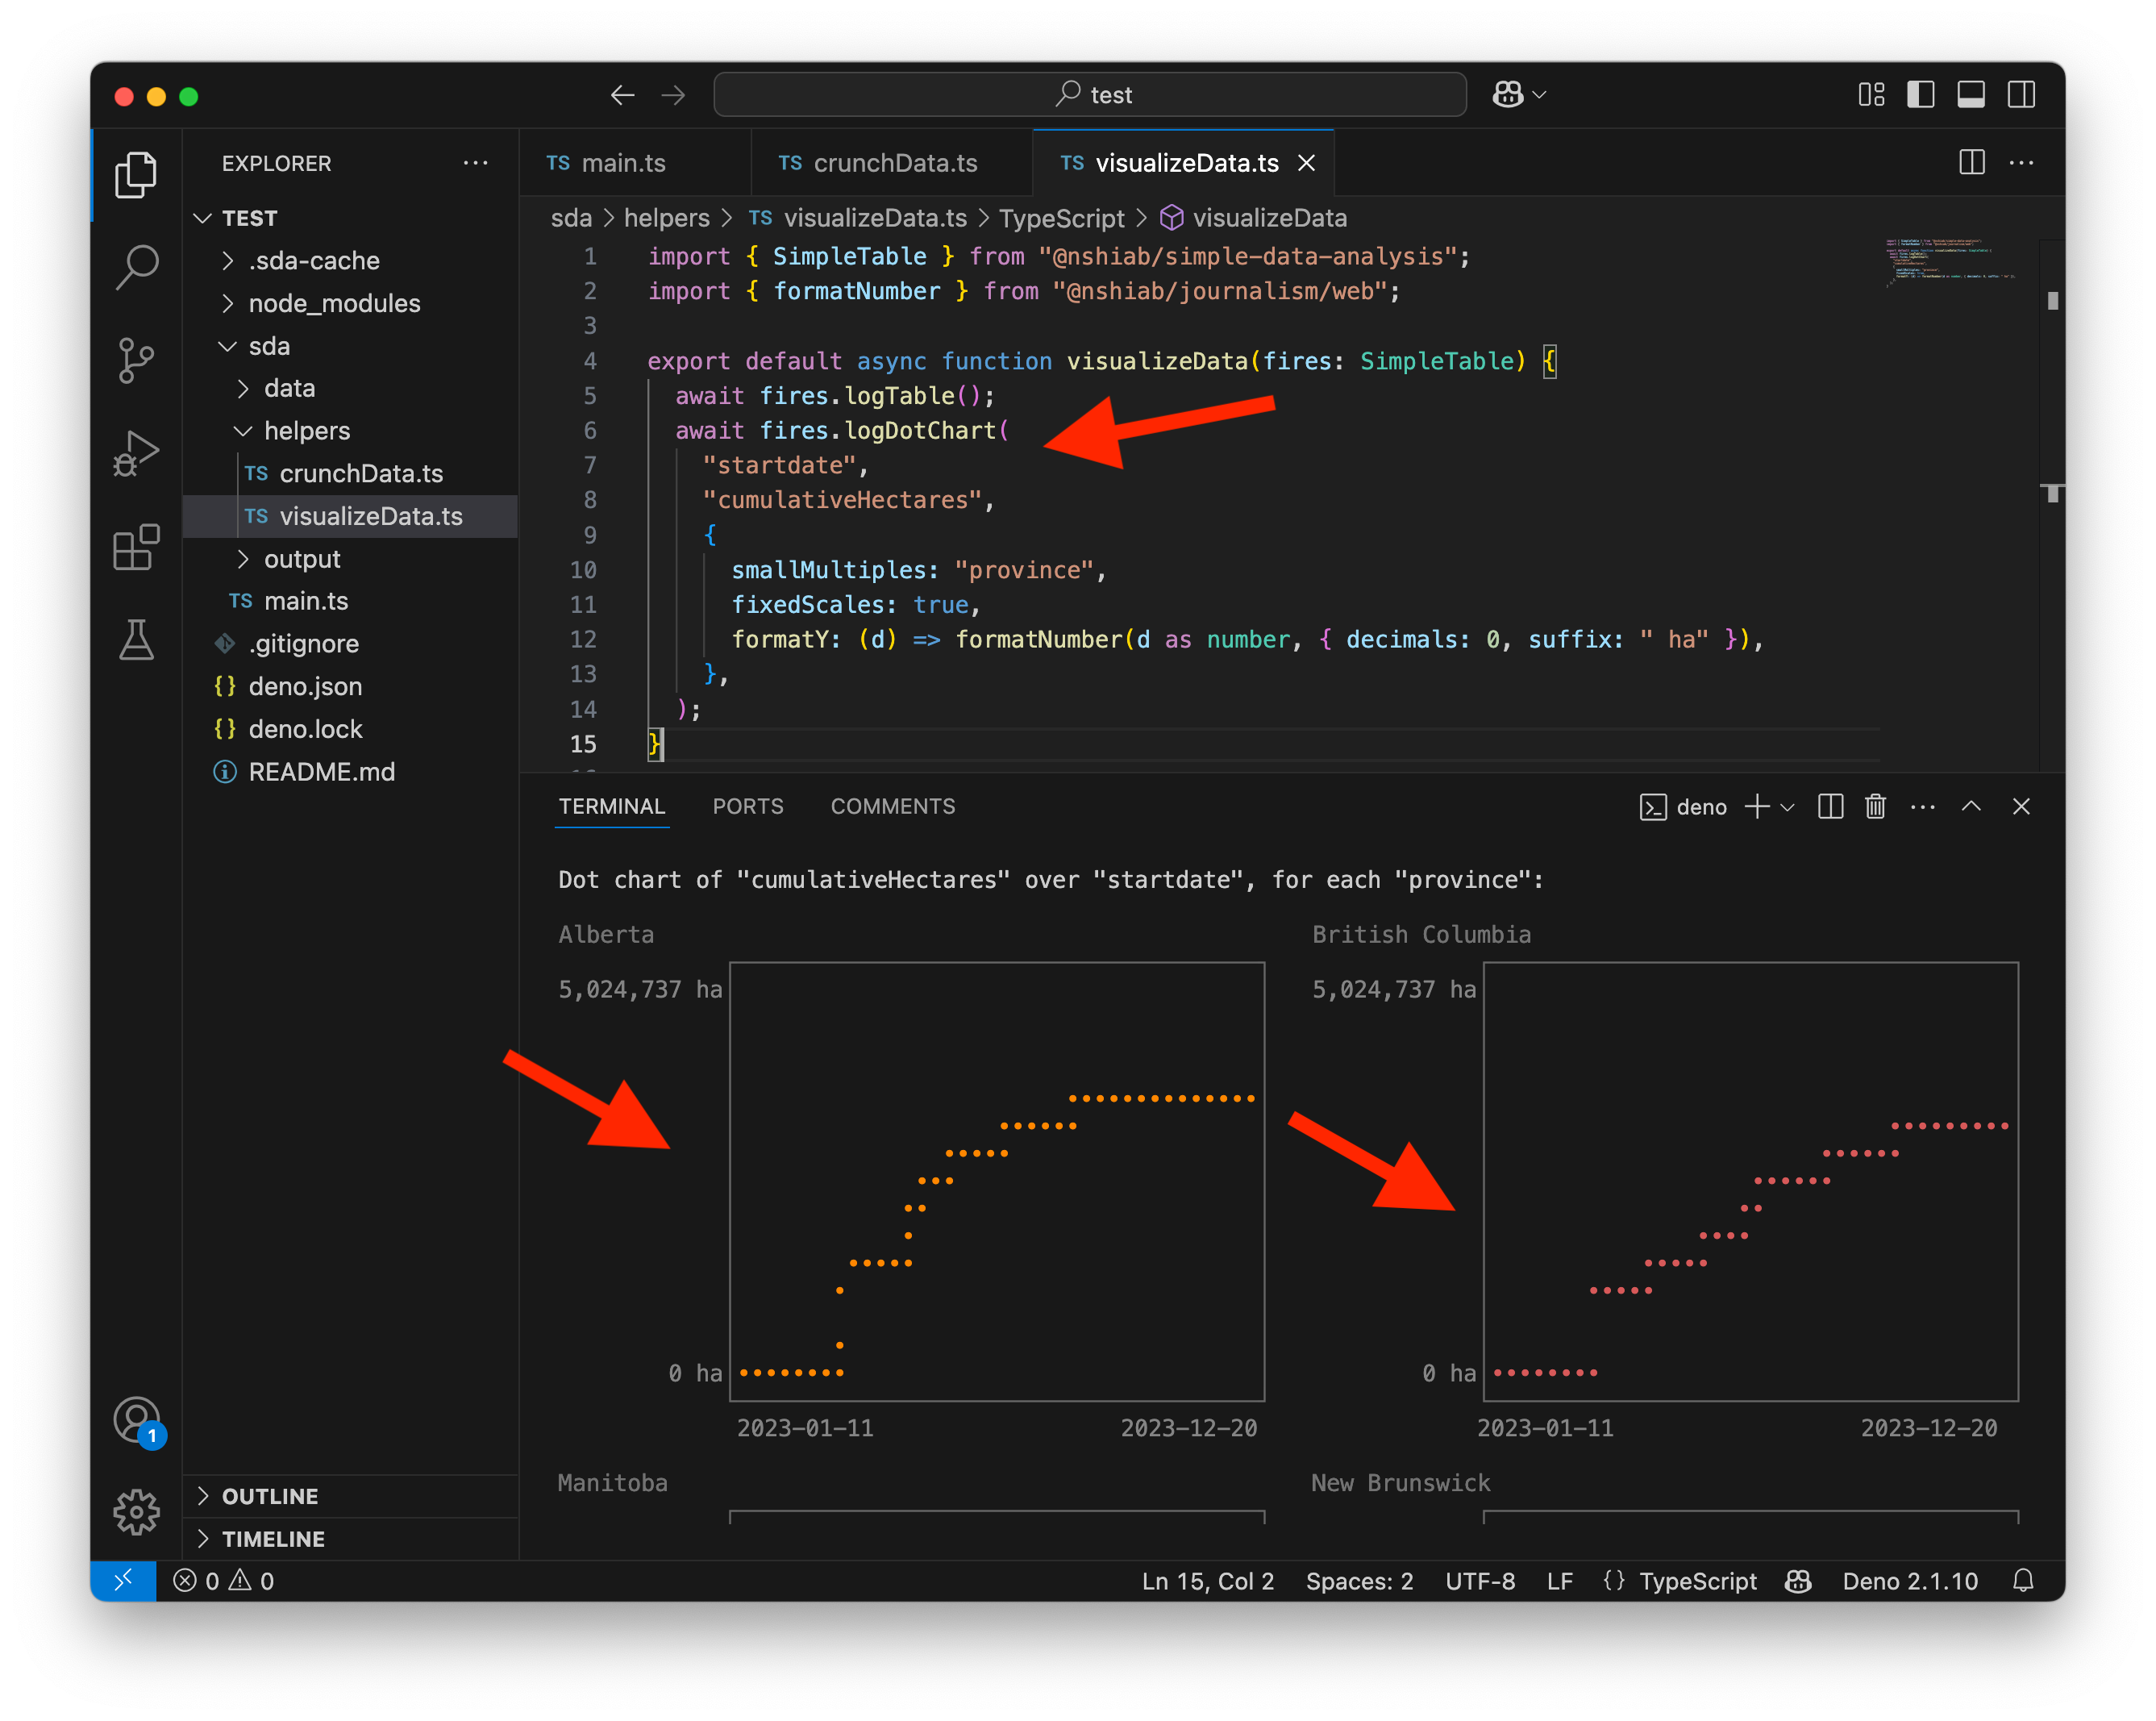 test
EXPLORER
TEST
.sda-cache
node_modules
sda
data
helpers
TS crunchData.ts
TS visualizeData.ts
output
TS main.ts
.gitignore
{} deno.json
{} deno.lock
README.md
OUTLINE
TIMELINE
1
TS main.ts
TS crunchData.ts
TS visualizeData.ts
sda > helpers > TS visualizeData.ts > TypeScript > visualizeData
1 import { SimpleTable } from "@nshiab/simple-data-analysis";
2 import { formatNumber } from "@nshiab/journalism/web";
3
4 export default async function visualizeData(fires: SimpleTable) {
5 await fires.logTable();
6 await fires.logDotChart(
7 "startdate",
8 "cumulativeHectares",
9 {
10 smallMultiples: "province",
11 fixedScales: true,
12 formatY: (d) => formatNumber(d as number, { decimals: 0, suffix: " ha" }),
13 },
14 );
15 }
TERMINAL PORTS COMMENTS
deno
Dot chart of "cumulativeHectares" over "startdate", for each "province":
Alberta
5,024,737 ha
0 ha
2023-01-11 2023-12-20
British Columbia
5,024,737 ha
0 ha
2023-01-11 2023-12-20
Manitoba
New Brunswick
0 0
Ln 15, Col 2 Spaces: 2 UTF-8 LF {} TypeScript Deno 2.1.10